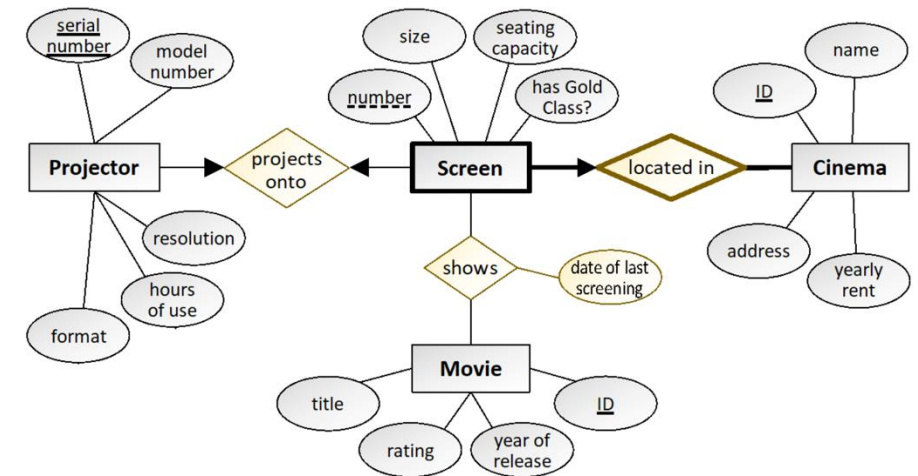 serial
number
model
number
size
seating
capacity
number
has Gold
Class?
name
ID
Projector
projects
onto
Screen
located in
Cinema
resolution
hours
of use
format
shows
date of last
screening
address
yearly
rent
Movie
title
rating
year of
release
ID